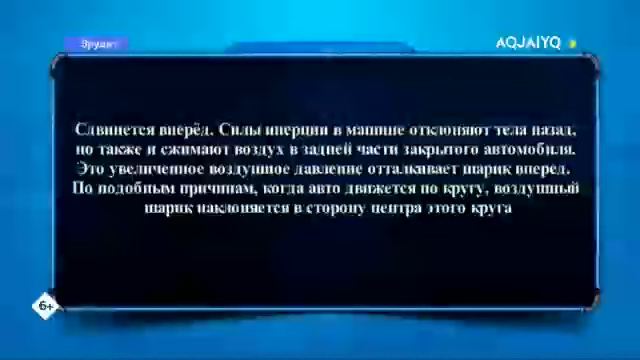 Эрудит
AQJAIYQ
Сдвинется вперёд. Силы инерции в машине отклоняют тела назад,
но также и сжимают воздух в задней части закрытого автомобиля.
Это увеличенное воздушное давление отталкивает шарик вперед.
По подобным причинам, когда авто движется по кругу, воздушный
шарик наклоняется в сторону центра этого круга
6+